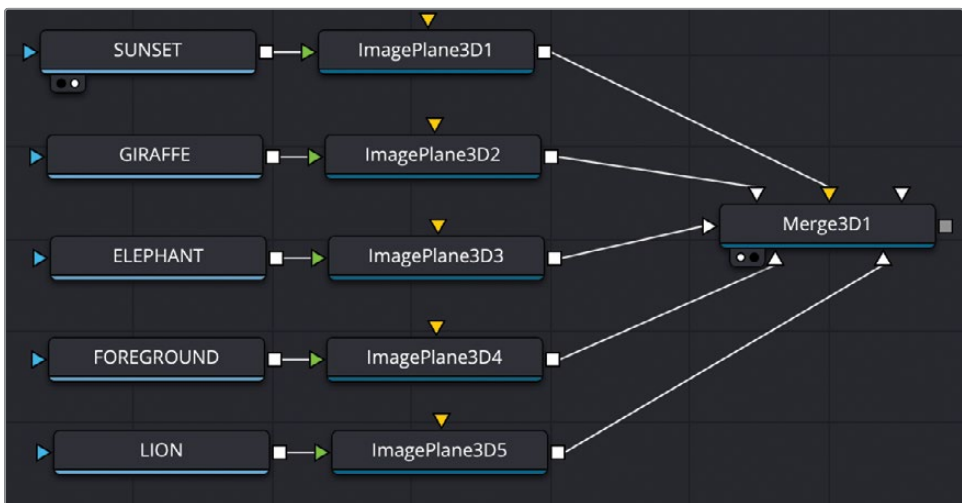 SUNSET ImagePlane3D1
GIRAFFE ImagePlane3D2
Merge3D1
ELEPHANT ImagePlane3D3
FOREGROUND ImagePlane3D4
LION ImagePlane3D5